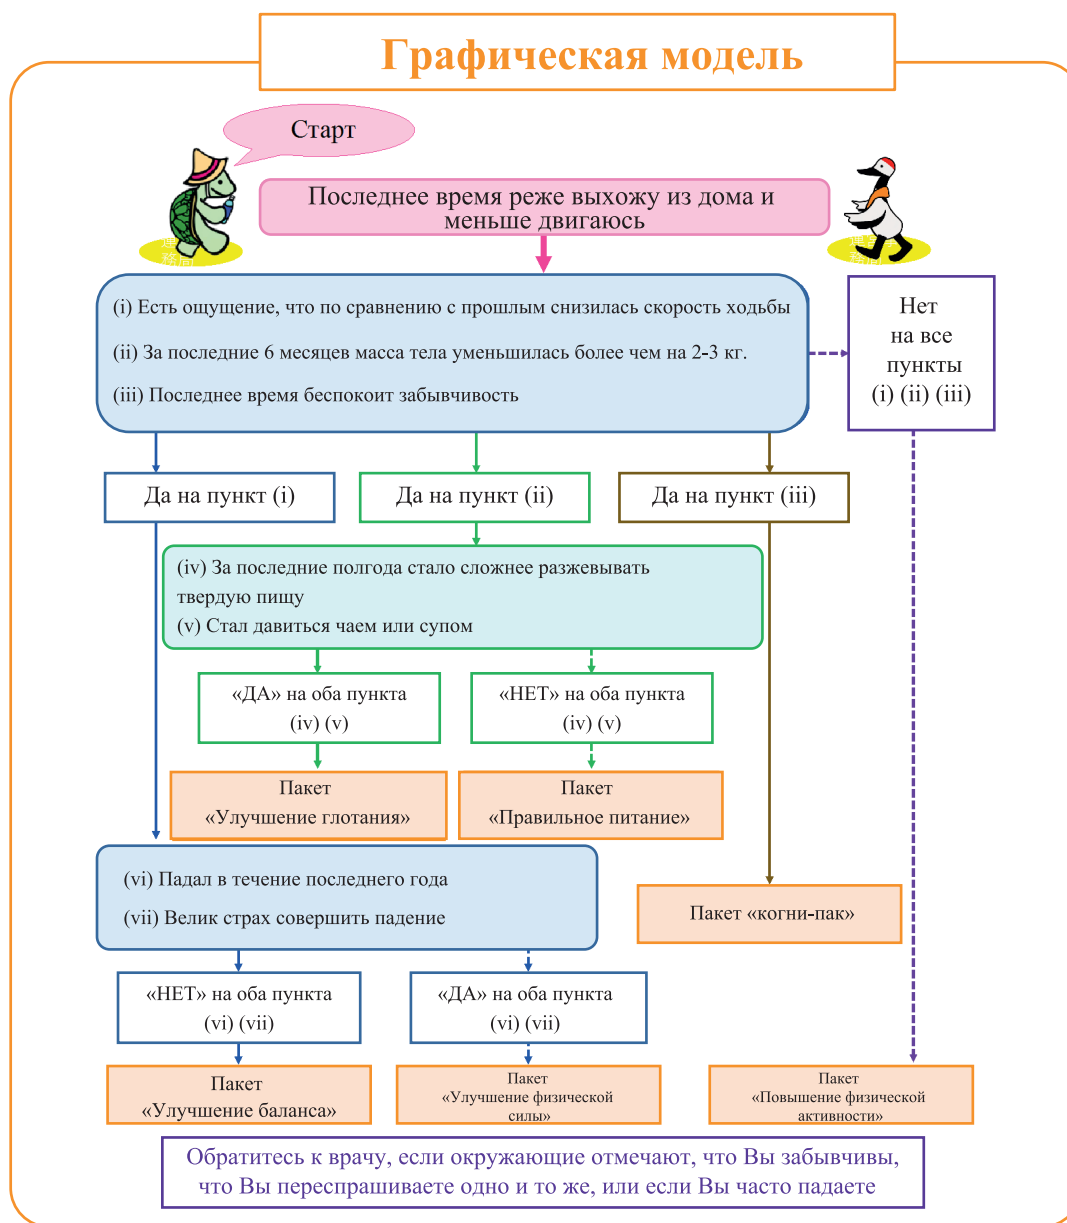 Графическая модель
Старт
Последнее время реже выхожу из дома и
меньше двигаюсь
(i) Есть ощущение, что по сравнению с прошлым снизилась скорость ходьбы
(ii) За последние 6 месяцев масса тела уменьшилась более чем на 2-3 кг.
(iii) Последнее время беспокоит забывчивость
Нет
на все
пункты
(i) (ii) (iii)
Да на пункт (i)
Да на пункт (ii)
Да на пункт (iii)
(iv) За последние полгода стало сложнее разжевывать
твердую пищу
(v) Стал давиться чаем или супом
«ДА» на оба пункта
(iv) (v)
«НЕТ» на оба пункта
(iv) (v)
Пакет
«Улучшение глотания»
Пакет
«Правильное питание»
(vi) Падал в течение последнего года
(vii) Велик страх совершить падение
Пакет «когни-пак»
«НЕТ» на оба пункта
(vi) (vii)
«ДА» на оба пункта
(vi) (vii)
Пакет
«Улучшение баланса»
Пакет
«Улучшение физической
силы»
Пакет
«Повышение физической
активности»
Обратитесь к врачу, если окружающие отмечают, что Вы забывчивы,
что Вы переспрашиваете одно и то же, или если Вы часто падаете